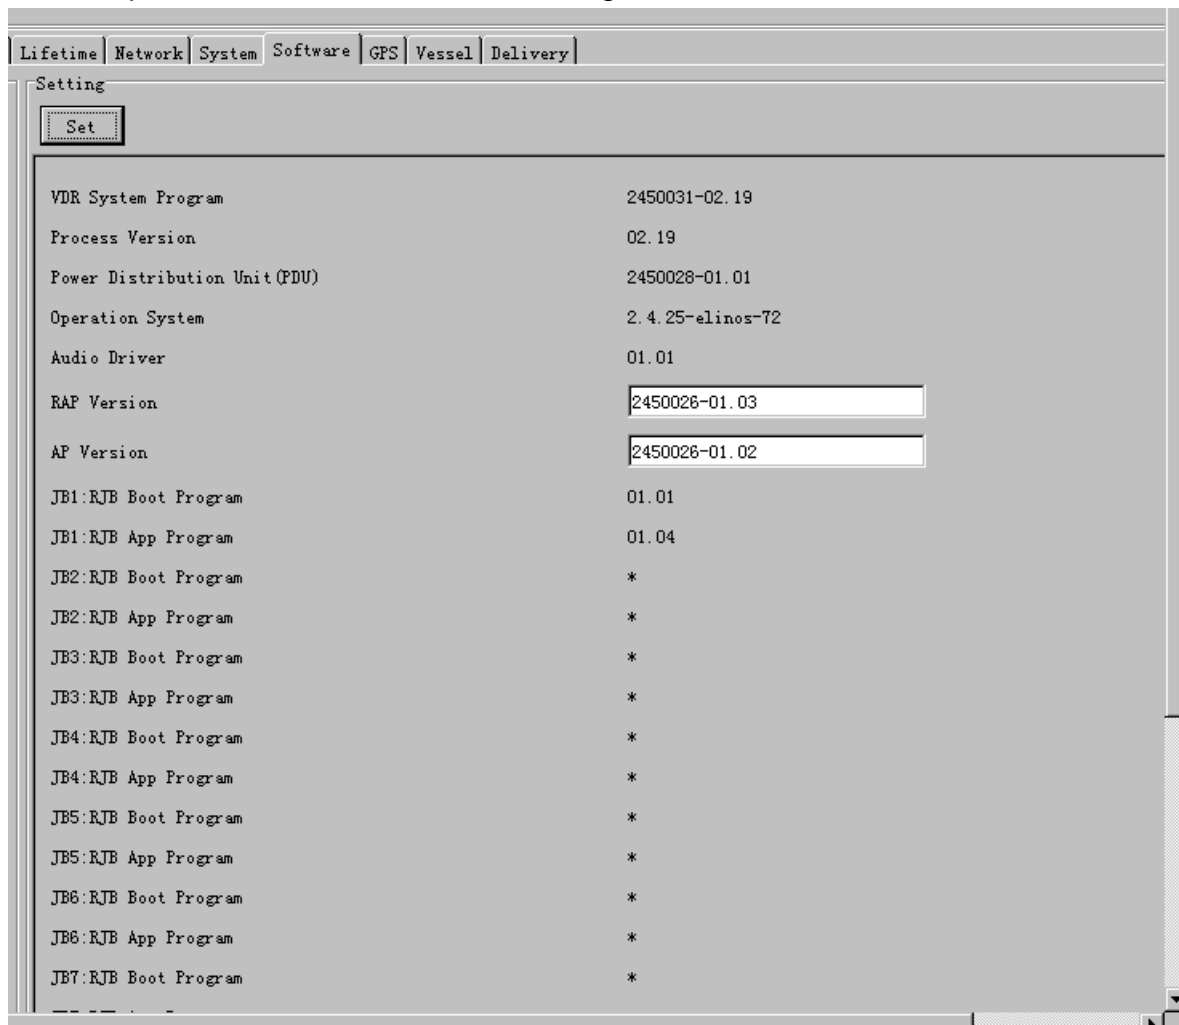 Lifetime Network System Software GPS Vessel Delivery
Setting
Set
VDR System Program 2450031-02.19
Process Version 02.19
Power Distribution Unit(PDU) 2450028-01.01
Operation System 2.4.25-elinos-72
Audio Driver 01.01
RAP Version 2450026-01.03
AP Version 2450026-01.02
JB1:RJB Boot Program 01.01
JB1:RJB App Program 01.04
JB2:RJB Boot Program *
JB2:RJB App Program *
JB3:RJB Boot Program *
JB3:RJB App Program *
JB4:RJB Boot Program *
JB4:RJB App Program *
JB5:RJB Boot Program *
JB5:RJB App Program *
JB6:RJB Boot Program *
JB6:RJB App Program *
JB7:RJB Boot Program *